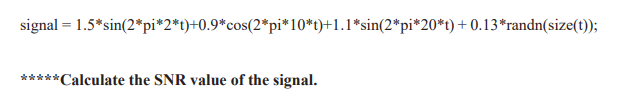 signal = 1.5*sin(2*pi*2*t)+0.9*cos(2*pi*10*t)+1.1*sin(2*pi*20*t) + 0.13*randn(size(t));
*****Calculate the SNR value of the signal.